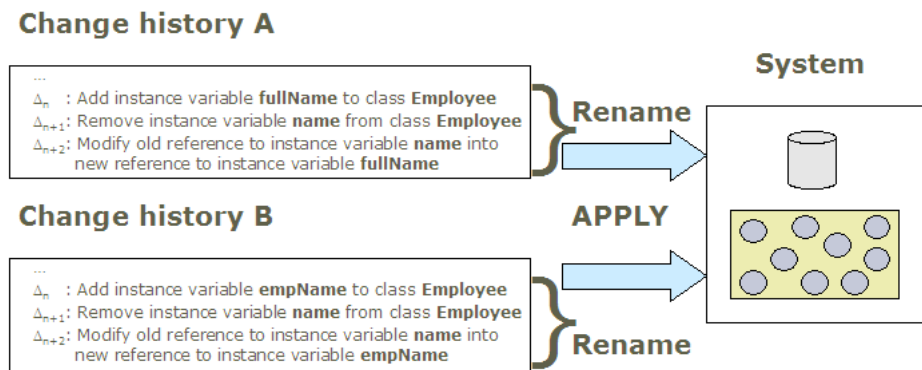 Change history A
System
...
Δn : Add instance variable fullName to class Employee
Δn+1: Remove instance variable name from class Employee
Δn+2: Modify old reference to instance variable name into
new reference to instance variable fullName
Rename
Change history B
APPLY
...
Δn : Add instance variable empName to class Employee
Δn+1: Remove instance variable name from class Employee
Δn+2: Modify old reference to instance variable name into
new reference to instance variable empName
Rename